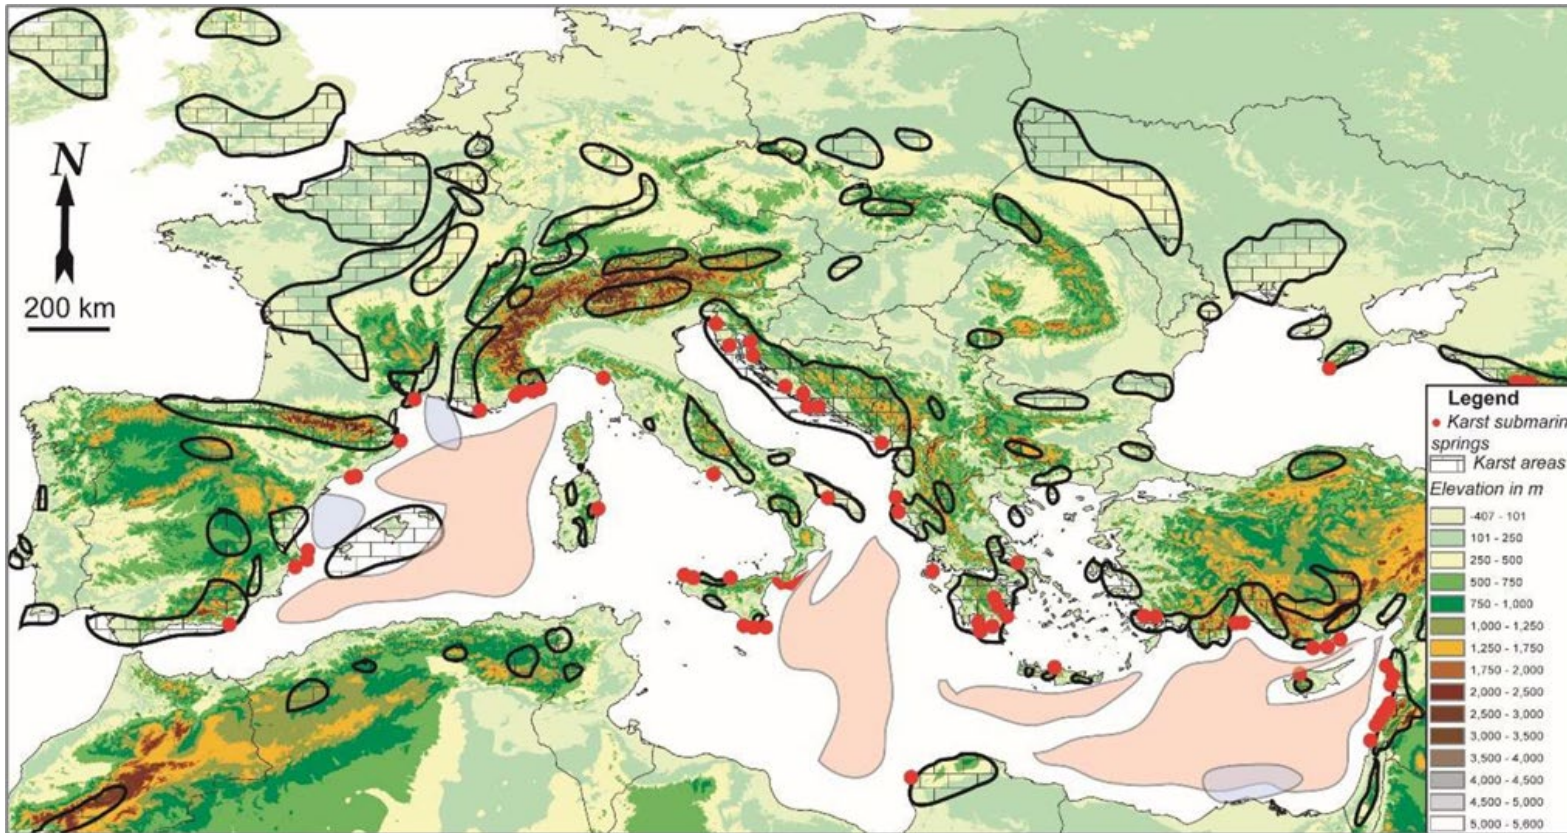 N
200 km
Legend
Karst submarin
springs
Karst areas
Elevation in m
-407 - 101
101 - 250
250 - 500
500 - 750
750 - 1,000
1,000 - 1,250
1,250 - 1,750
1,750 - 2,000
2,000 - 2,500
2,500 - 3,000
3,000 - 3,500
3,500 - 4,000
4,000 - 4,500
4,500 - 5,000
5,000 - 5,600